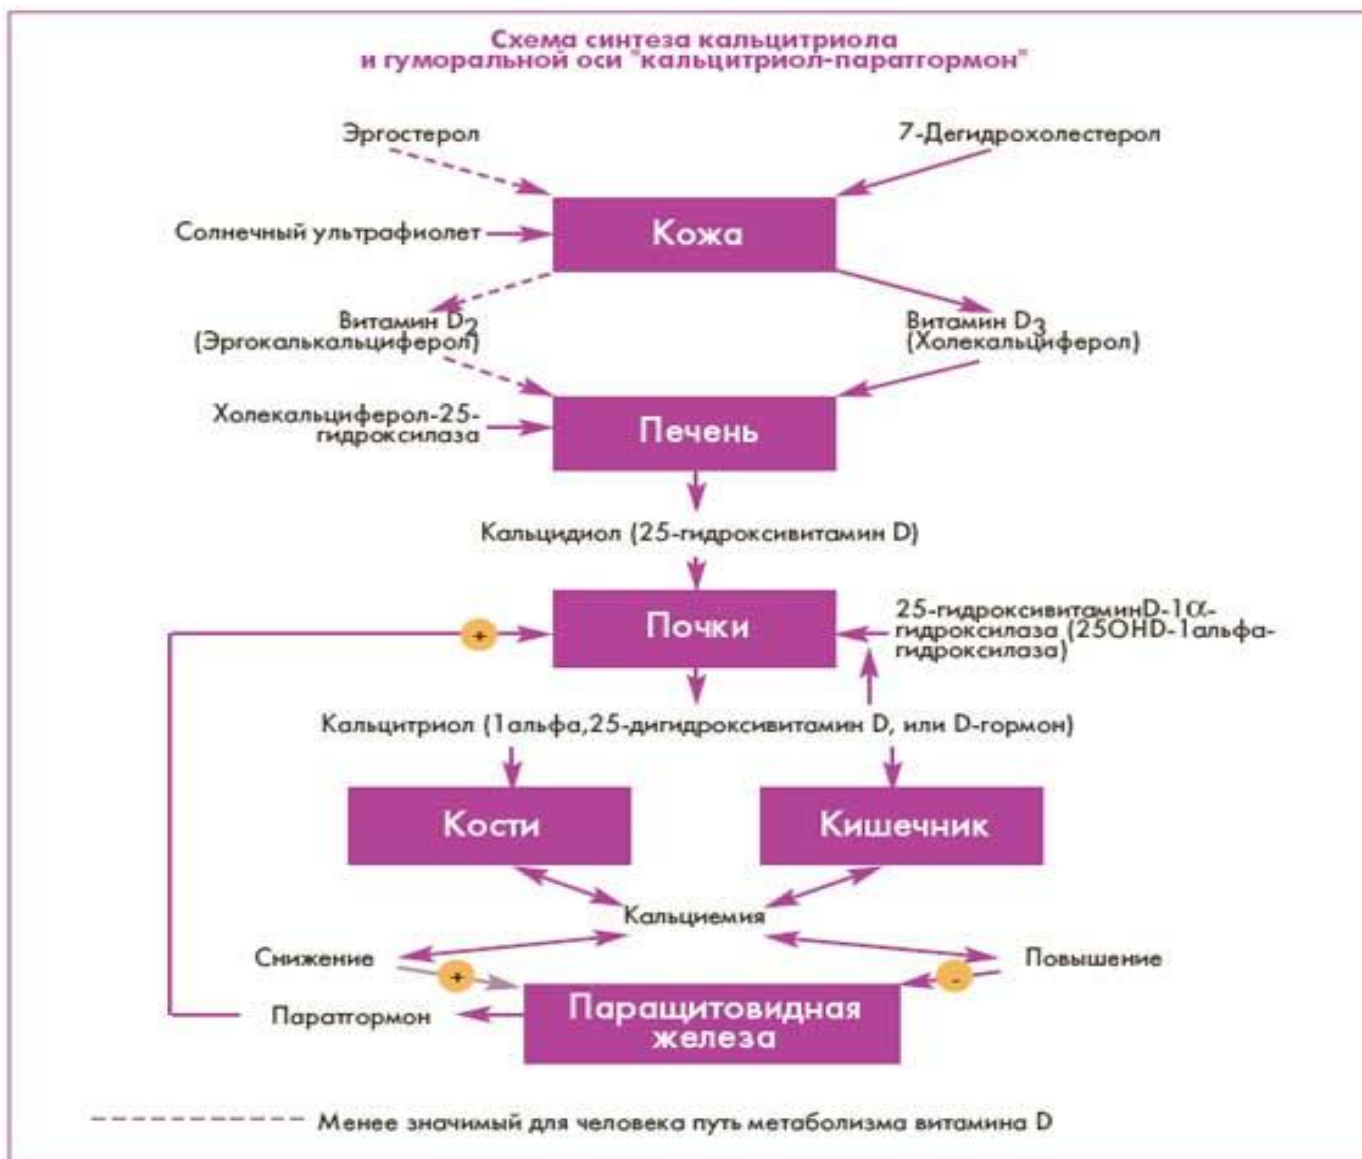 Схема синтеза кальцитриола
и гуморальной оси "кальцитриол-паратгормон"
Эргостерол
7-Дегидрохолестерол
Солнечный ультрафиолет
Кожа
Витамин D2
(Эргокалькальциферол)
Витамин D3
(Холекальциферол)
Холекальциферол-25-
гидроксилаза
Печень
Кальцидиол (25-гидроксивитамин D)
+
Почки
25-гидроксивитаминD-1α-
гидроксилаза (25OHD-1альфа-
гидроксилаза)
Кальцитриол (1альфа,25-дигидроксивитамин D, или D-гормон)
Кости
Кишечник
Кальциемия
Снижение
Повышение
+
-
Паращитовидная
железа
Паратгормон
Менее значимый для человека путь метаболизма витамина D